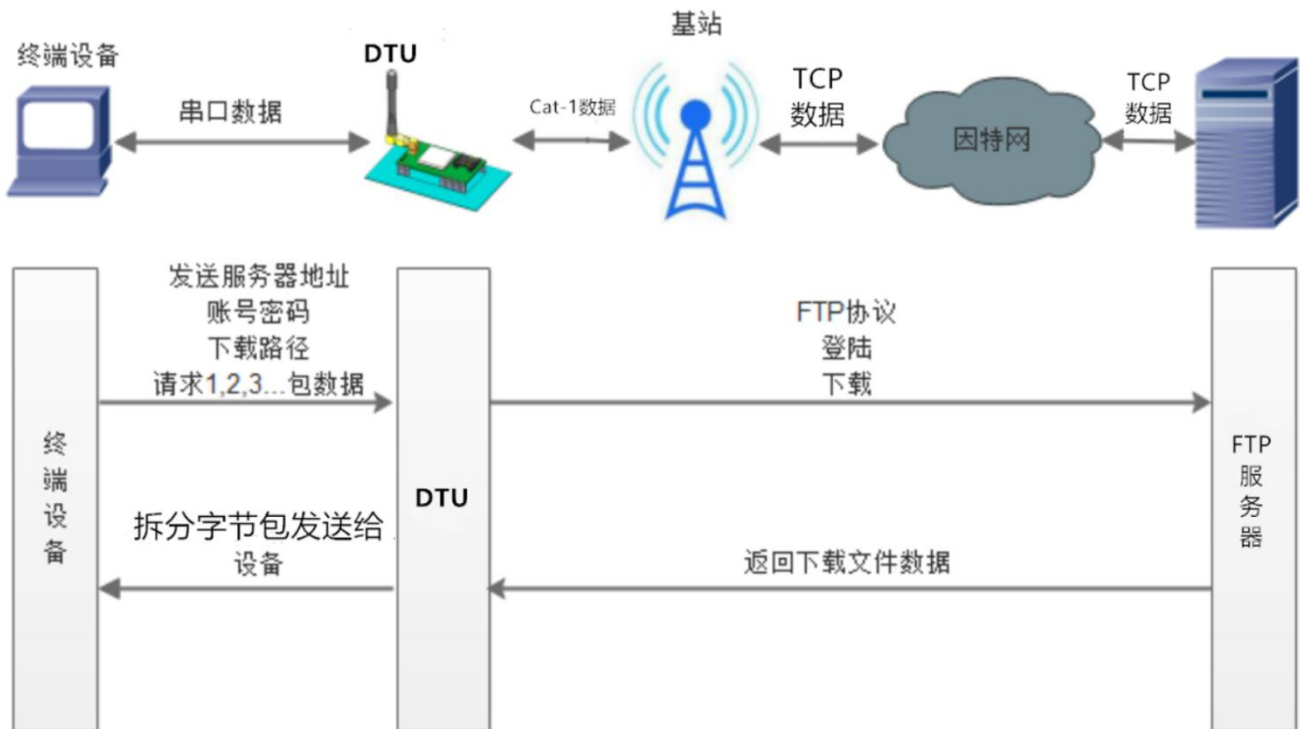 基站
终端设备
DTU
串口数据
Cat-1数据
TCP
数据
因特网
TCP
数据
发送服务器地址
账号密码
下载路径
请求1,2,3...包数据
FTP协议
登陆
下载
终端设备
DTU
FTP
服务器
拆分字节包发送给
设备
返回下载文件数据